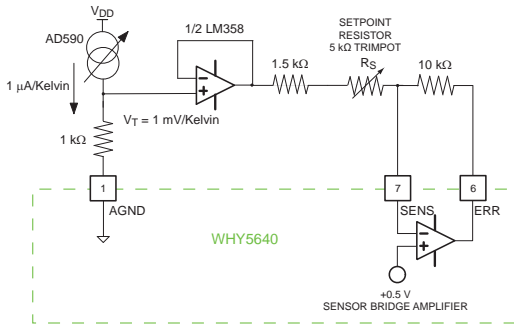 VDD
AD590
1 μA/Kelvin
1/2 LM358
−
+
VT = 1 mV/Kelvin
1 kΩ
1.5 kΩ
SETPOINT
RESISTOR
5 kΩ TRIMPOT
RS
10 kΩ
1
AGND
7
SENS
6
ERR
WHY5640
−
+
+0.5 V
SENSOR BRIDGE AMPLIFIER